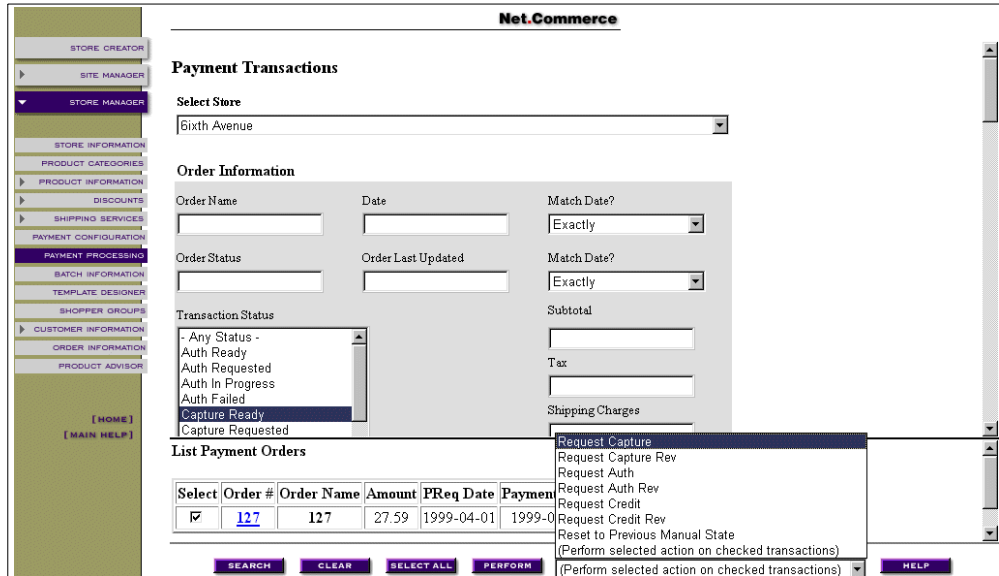 Net.Commerce
STORE CREATOR
SITE MANAGER
STORE MANAGER
STORE INFORMATION
PRODUCT CATEGORIES
PRODUCT INFORMATION
DISCOUNTS
SHIPPING SERVICES
PAYMENT CONFIGURATION
PAYMENT PROCESSING
BATCH INFORMATION
TEMPLATE DESIGNER
SHOPPER GROUPS
CUSTOMER INFORMATION
ORDER INFORMATION
PRODUCT ADVISOR
[HOME]
[MAIN HELP]
Payment Transactions
Select Store
6ixth Avenue
Order Information
Order Name Date Match Date?
Exactly
Order Status Order Last Updated Match Date?
Exactly
Transaction Status Subtotal
- Any Status -
Auth Ready
Auth Requested Tax
Auth In Progress
Auth Failed
Capture Ready Shipping Charges
Capture Requested
List Payment Orders
Select Order # Order Name Amount PReq Date Payment
127 127 27.59 1999-04-01 1999-0
Request Capture
Request Capture Rev
Request Auth
Request Auth Rev
Request Credit
Request Credit Rev
Reset to Previous Manual State
(Perform selected action on checked transactions)
SEARCH CLEAR SELECT ALL PERFORM (Perform selected action on checked transactions) HELP